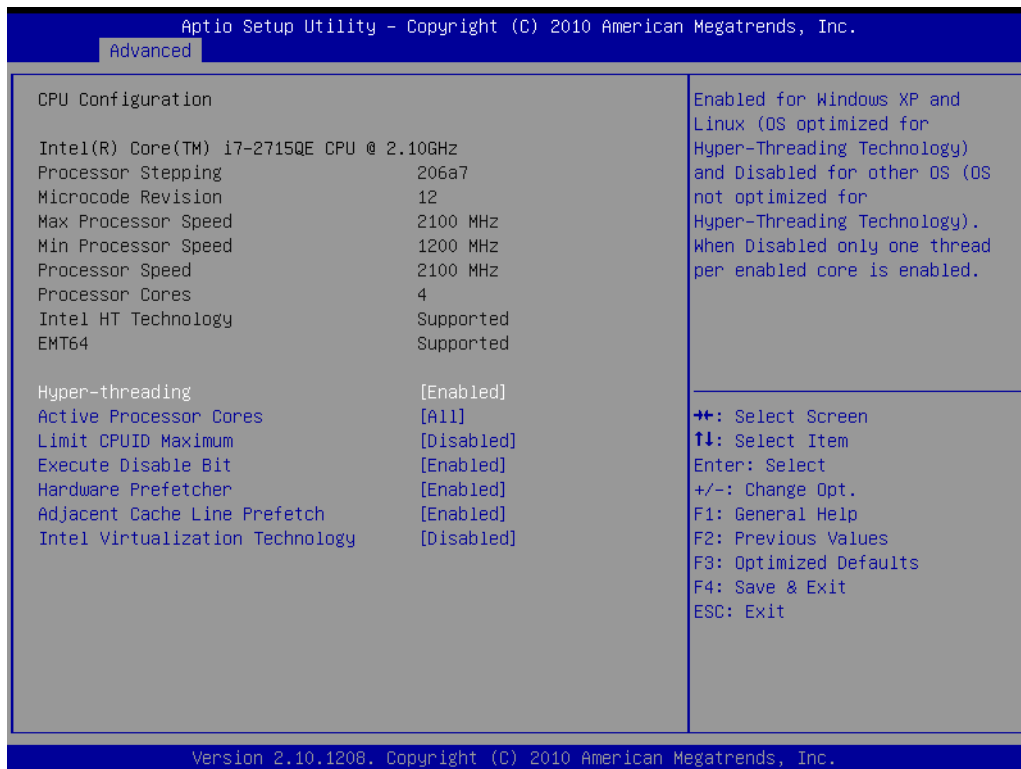 Aptio Setup Utility – Copyright (C) 2010 American Megatrends, Inc.
Advanced
CPU Configuration
Intel(R) Core(TM) i7-2715QE CPU @ 2.10GHz
Processor Stepping 206a7
Microcode Revision 12
Max Processor Speed 2100 MHz
Min Processor Speed 1200 MHz
Processor Speed 2100 MHz
Processor Cores 4
Intel HT Technology Supported
EMT64 Supported
Hyper-threading [Enabled]
Active Processor Cores [All]
Limit CPUID Maximum [Disabled]
Execute Disable Bit [Enabled]
Hardware Prefetcher [Enabled]
Adjacent Cache Line Prefetch [Enabled]
Intel Virtualization Technology [Disabled]
Enabled for Windows XP and
Linux (OS optimized for
Hyper-Threading Technology)
and Disabled for other OS (OS
not optimized for
Hyper-Threading Technology).
When Disabled only one thread
per enabled core is enabled.
→←: Select Screen
↑↓: Select Item
Enter: Select
+/-: Change Opt.
F1: General Help
F2: Previous Values
F3: Optimized Defaults
F4: Save & Exit
ESC: Exit
Version 2.10.1208. Copyright (C) 2010 American Megatrends, Inc.